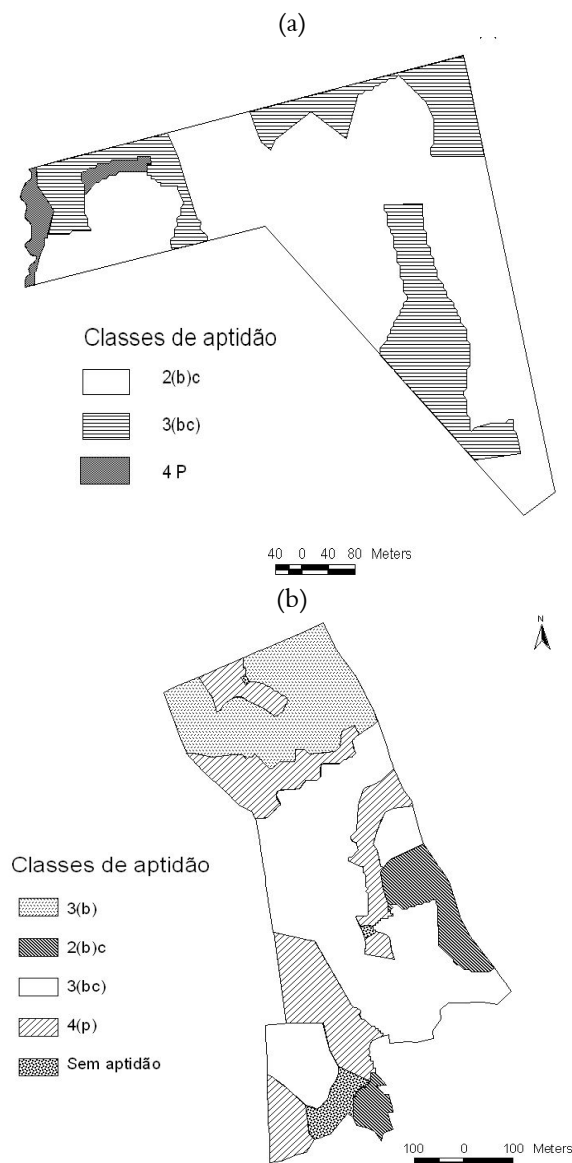 (a)
Classes de aptidão
2(b)c
3(bc)
4 P
40 0 40 80 Meters
(b)
N
Classes de aptidão
3(b)
2(b)c
3(bc)
4(p)
Sem aptidão
100 0 100 Meters